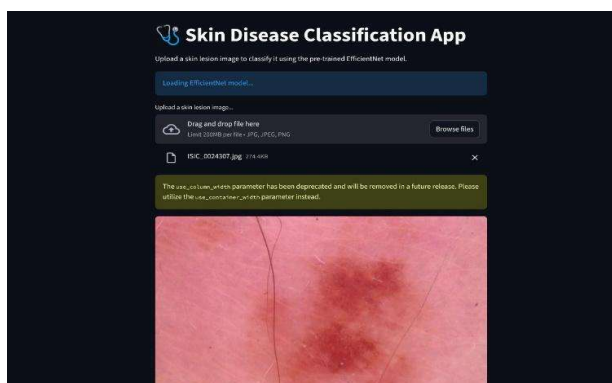 Skin Disease Classification App
Upload a skin lesion image to classify it using the pre-trained EfficientNet model.
Loading EfficientNet model...
Upload a skin lesion image...
Drag and drop file here
Limit 200MB per file • JPG, JPEG, PNG
Browse files
ISIC_0024307.jpg 274.4KB
The use_column_width parameter has been deprecated and will be removed in a future release. Please
utilize the use_container_width parameter instead.